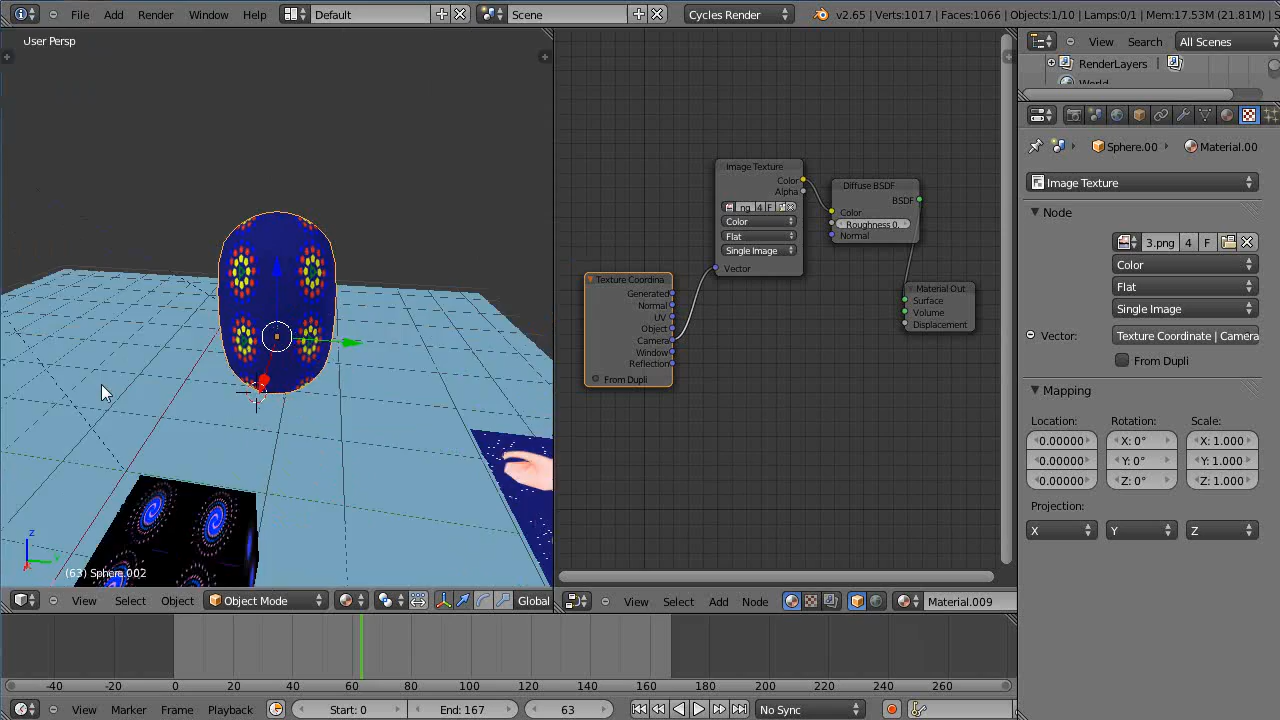 File Add Render Window Help Default Scene Cycles Render v2.65 | Verts:1017 | Faces:1066 | Objects:1/10 | Lamps:0/1 | Mem:17.53M (21.81M) | S
User Persp
(63) Sphere.002
z
View Select Object Object Mode Global
Image Texture
Color
Alpha
ng 4 F
Color
Flat
Single Image
Vector
Diffuse BSDF
BSDF
Color
Roughness 0.
Normal
Texture Coordina
Generated
Normal
UV
Object
Camera
Window
Reflection
From Dupli
Material Out
Surface
Volume
Displacement
View Select Add Node Material.009
View Search All Scenes
RenderLayers
World
Sphere.00 Material.00
Image Texture
Node
3.png 4 F
Color
Flat
Single Image
Vector: Texture Coordinate | Camera
From Dupli
Mapping
Location: Rotation: Scale:
0.00000 X: 0° X: 1.000
0.00000 Y: 0° Y: 1.000
0.00000 Z: 0° Z: 1.000
Projection:
X Y Z
-40 -20 0 20 40 60 80 100 120 140 160 180 200 220 240 260
View Marker Frame Playback Start: 0 End: 167 63 No Sync